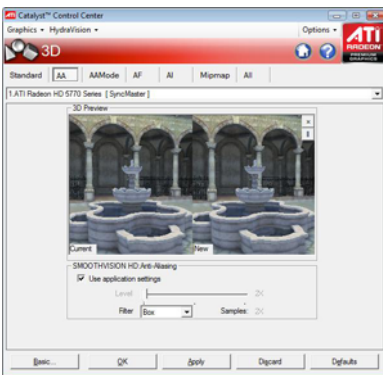 Catalyst™ Control Center
Graphics HydraVision Options
ATI
RADEON
PREMIUM
GRAPHICS
3D
Standard AA AAMode AF AI Mipmap All
1.ATI Radeon HD 5770 Series [ SyncMaster ]
3D Preview
Current New
SMOOTHVISION HD:Anti-Aliasing
Use application settings
Level: 2X
Filter Box Samples: 2X
Basic... OK Apply Discard Defaults